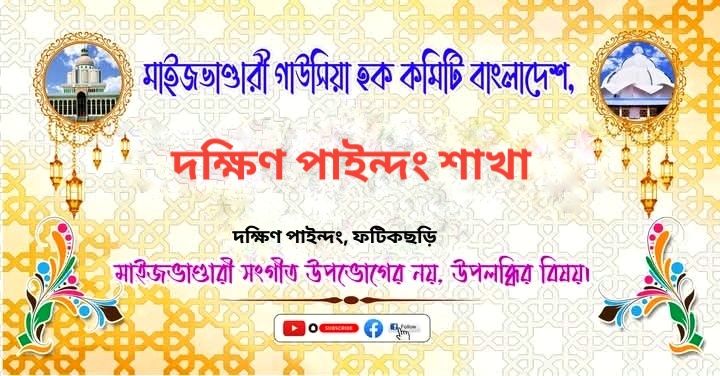 মাইজভাণ্ডারী গাউসিয়া হক কমিটি বাংলাদেশ,
দক্ষিণ পাইন্দং শাখা
দক্ষিণ পাইন্দং, ফটিকছড়ি
মাইজভাণ্ডারী সংগীত উপভোগের নয়, উপলব্ধির বিষয়।
SUBSCRIBE Follow